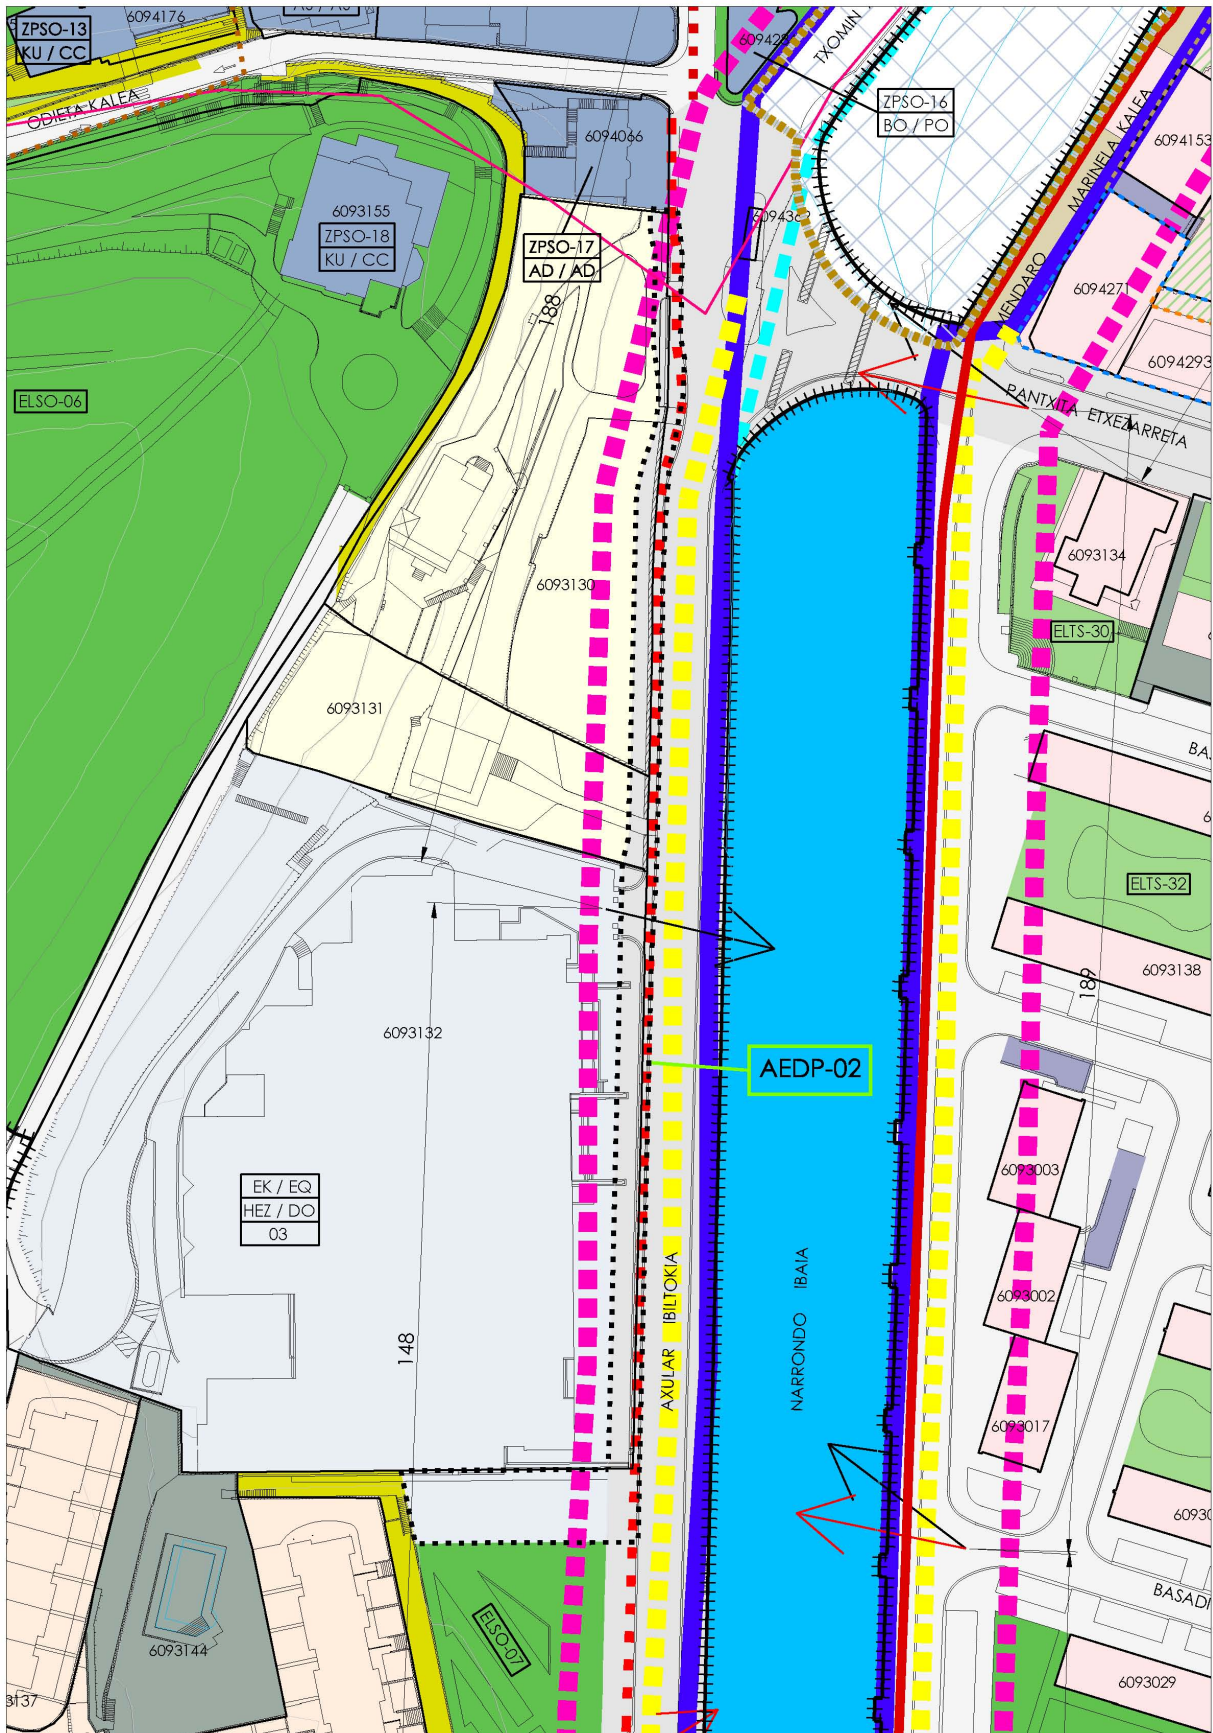 ZPSO-13
KU / CC
6094176
ODIETA KALEA
6094066
TXOMIN
ZPSO-16
BO / PO
MENDARO MARINELA KALEA
6094153
6093155
ZPSO-18
KU / CC
ZPSO-17
AD / AD
188
6094271
6094293
ELSO-06
PANTXITA ETXEZARRETA
6093134
6093130
ELTS-30
6093131
ELTS-32
6093138
189
6093132
AEDP-02
6093003
EK / EQ
HEZ / DO
03
6093002
AXULAR IBILTOKIA
NARRONDO IBAIA
148
6093017
BASADI
ELSO-07
6093144
6093029